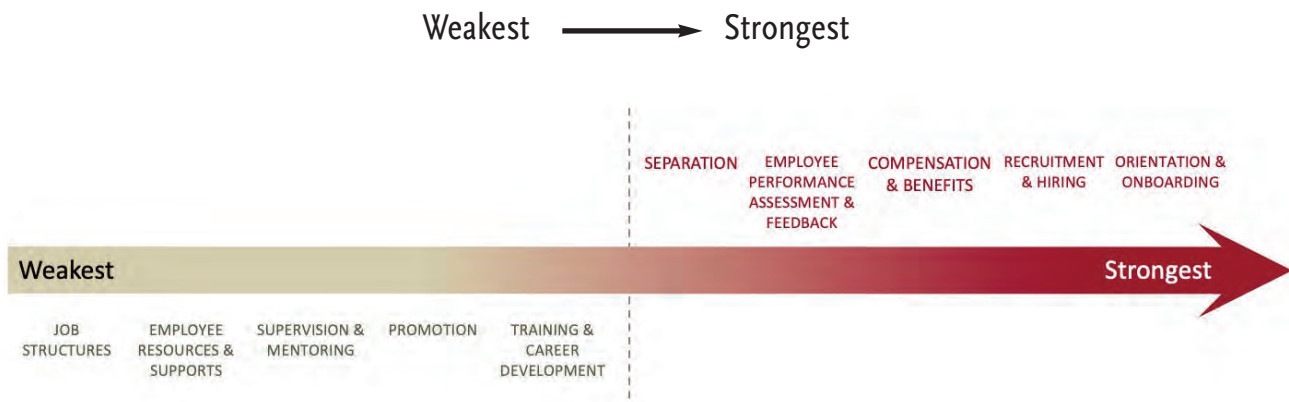 Weakest Strongest
SEPARATION
EMPLOYEE
PERFORMANCE
ASSESSMENT &
FEEDBACK
COMPENSATION
& BENEFITS
RECRUITMENT
& HIRING
ORIENTATION &
ONBOARDING
Weakest
Strongest
JOB
STRUCTURES
EMPLOYEE
RESOURCES &
SUPPORTS
SUPERVISION &
MENTORING
PROMOTION
TRAINING &
CAREER
DEVELOPMENT